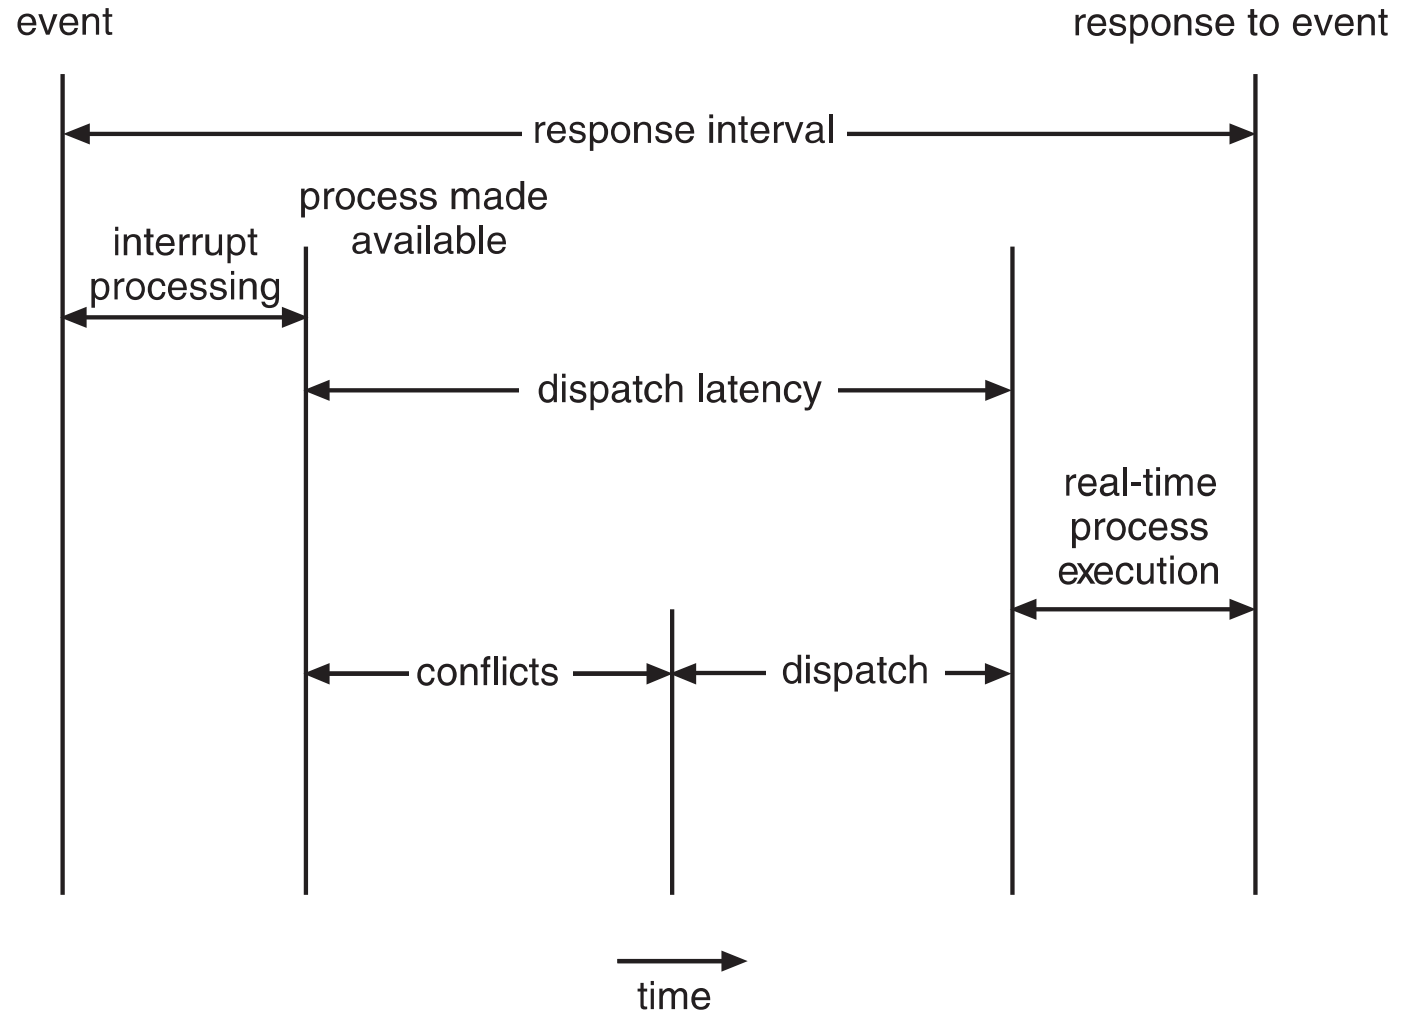 event
response to event
response interval
process made
available
interrupt
processing
dispatch latency
real-time
process
execution
conflicts
dispatch
time